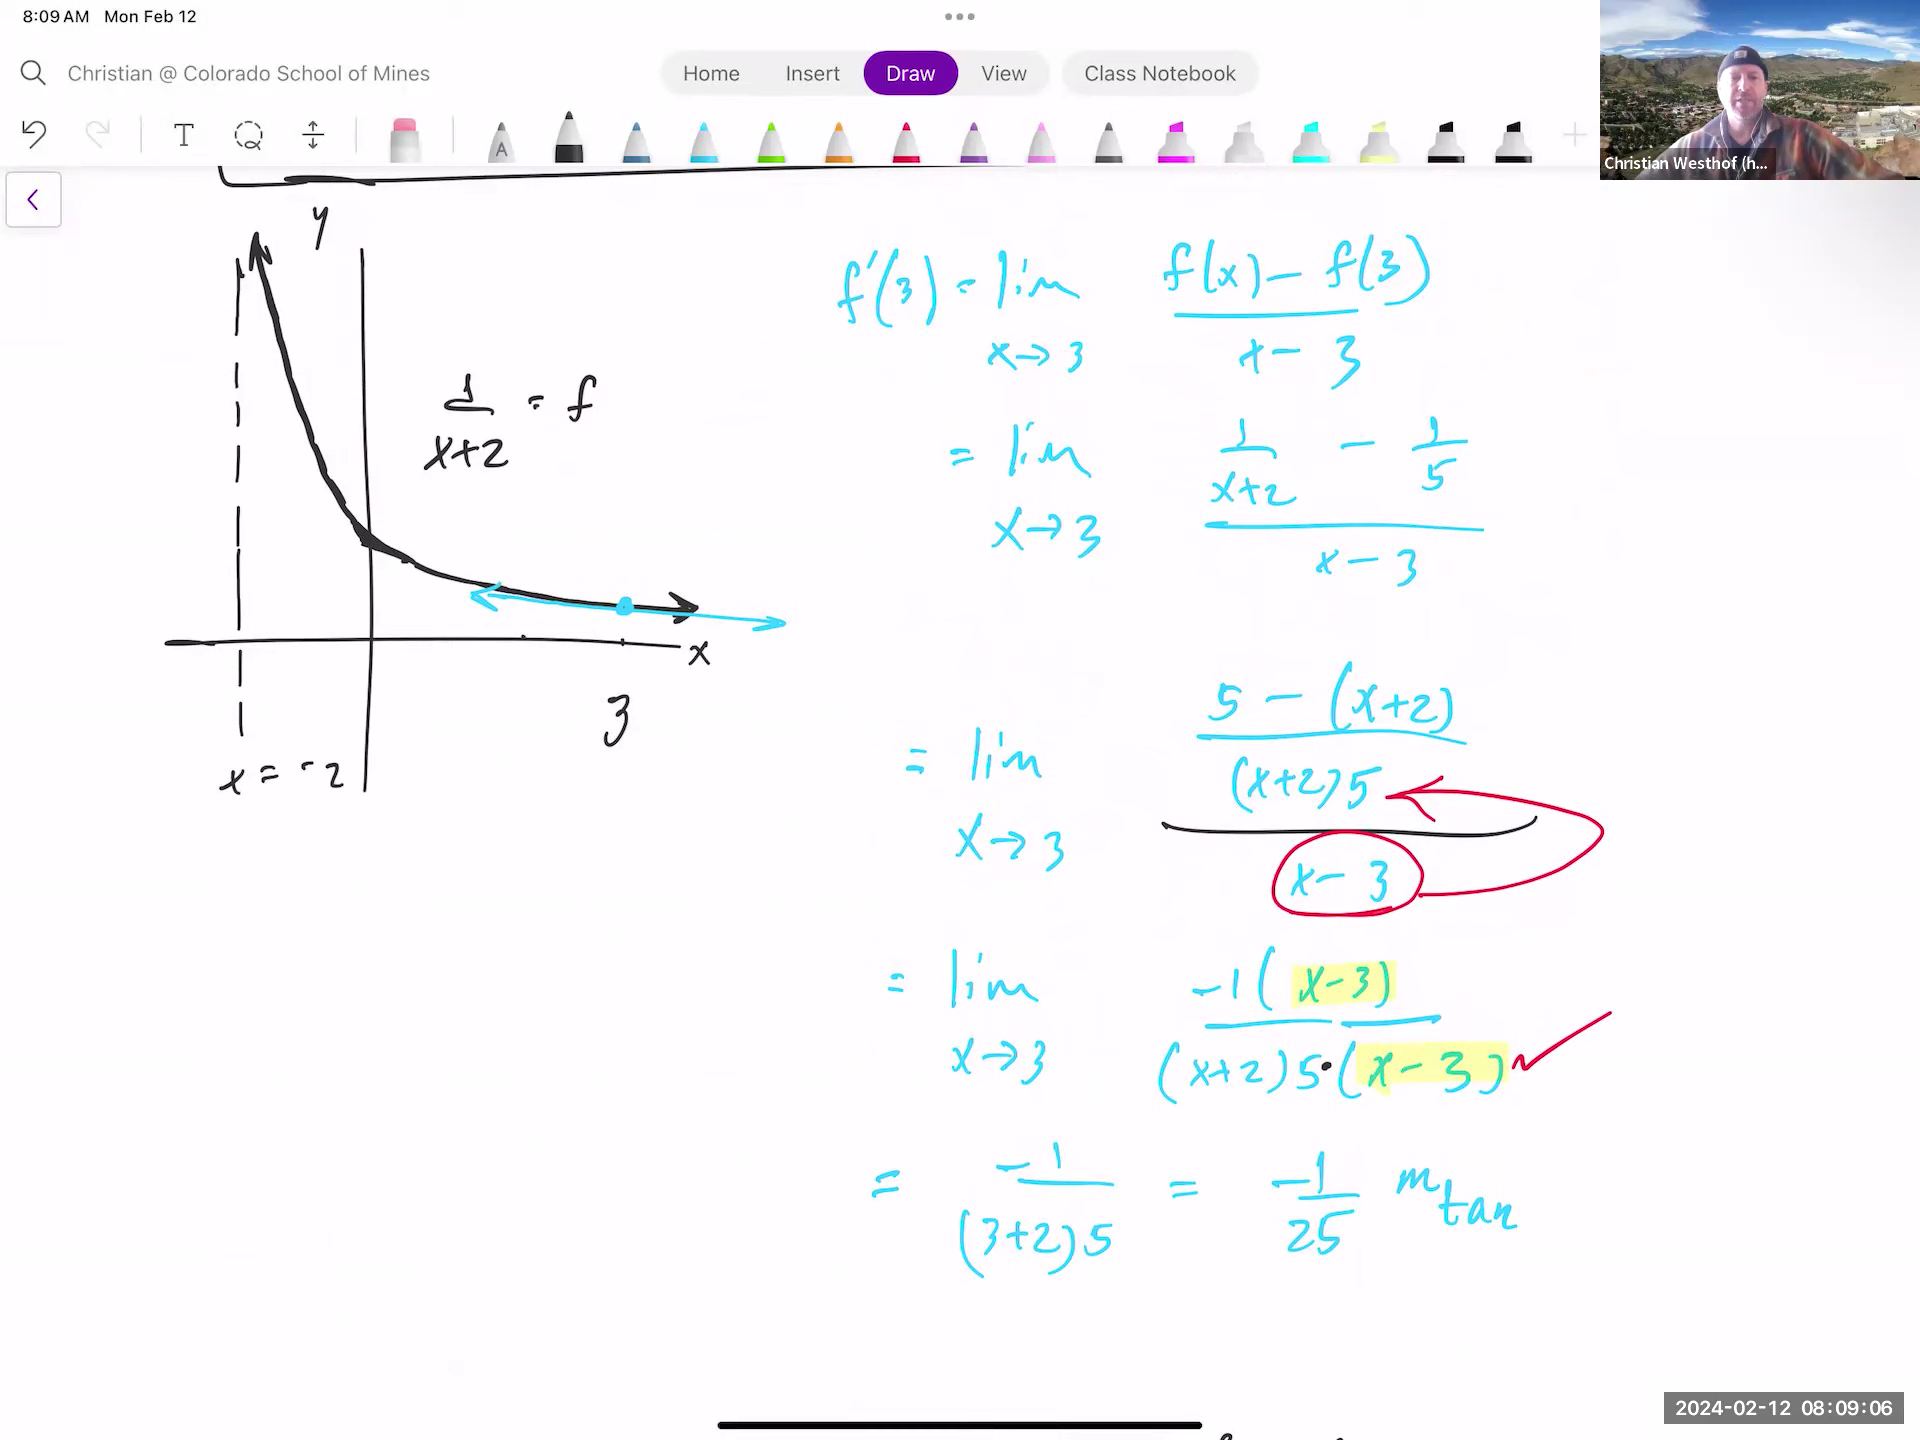 8:09 AM Mon Feb 12
Christian @ Colorado School of Mines
Home Insert Draw View Class Notebook
T
A
Christian Westhof (h...
y
1/(x+2) = f
x
3
x = -2
f'(3) = lim x→3 (f(x) - f(3))/(x - 3)
= lim x→3 (1/(x+2) - 1/5)/(x - 3)
= lim x→3 ((5 - (x+2))/((x+2)5))/(x - 3)
= lim x→3 (-1(x-3))/((x+2)5·(x-3))
= -1/((3+2)5) = -1/25 m tan
2024-02-12 08:09:06